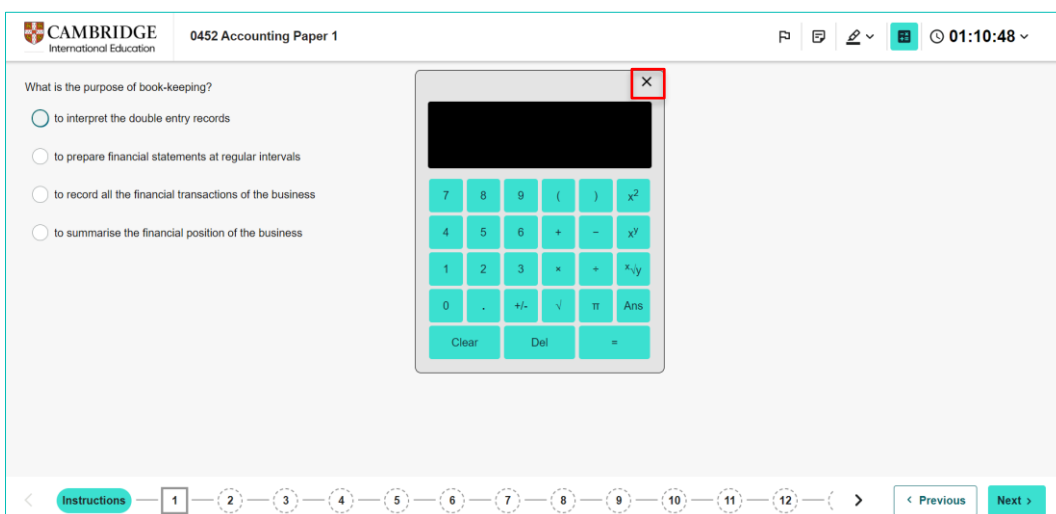 CAMBRIDGE
International Education
0452 Accounting Paper 1
01:10:48
What is the purpose of book-keeping?
to interpret the double entry records
to prepare financial statements at regular intervals
to record all the financial transactions of the business
to summarise the financial position of the business
7 8 9 ( ) x²
4 5 6 + − xʸ
1 2 3 × ÷ ˣ√y
0 . +/- √ π Ans
Clear Del =
Instructions 1 2 3 4 5 6 7 8 9 10 11 12 Previous Next